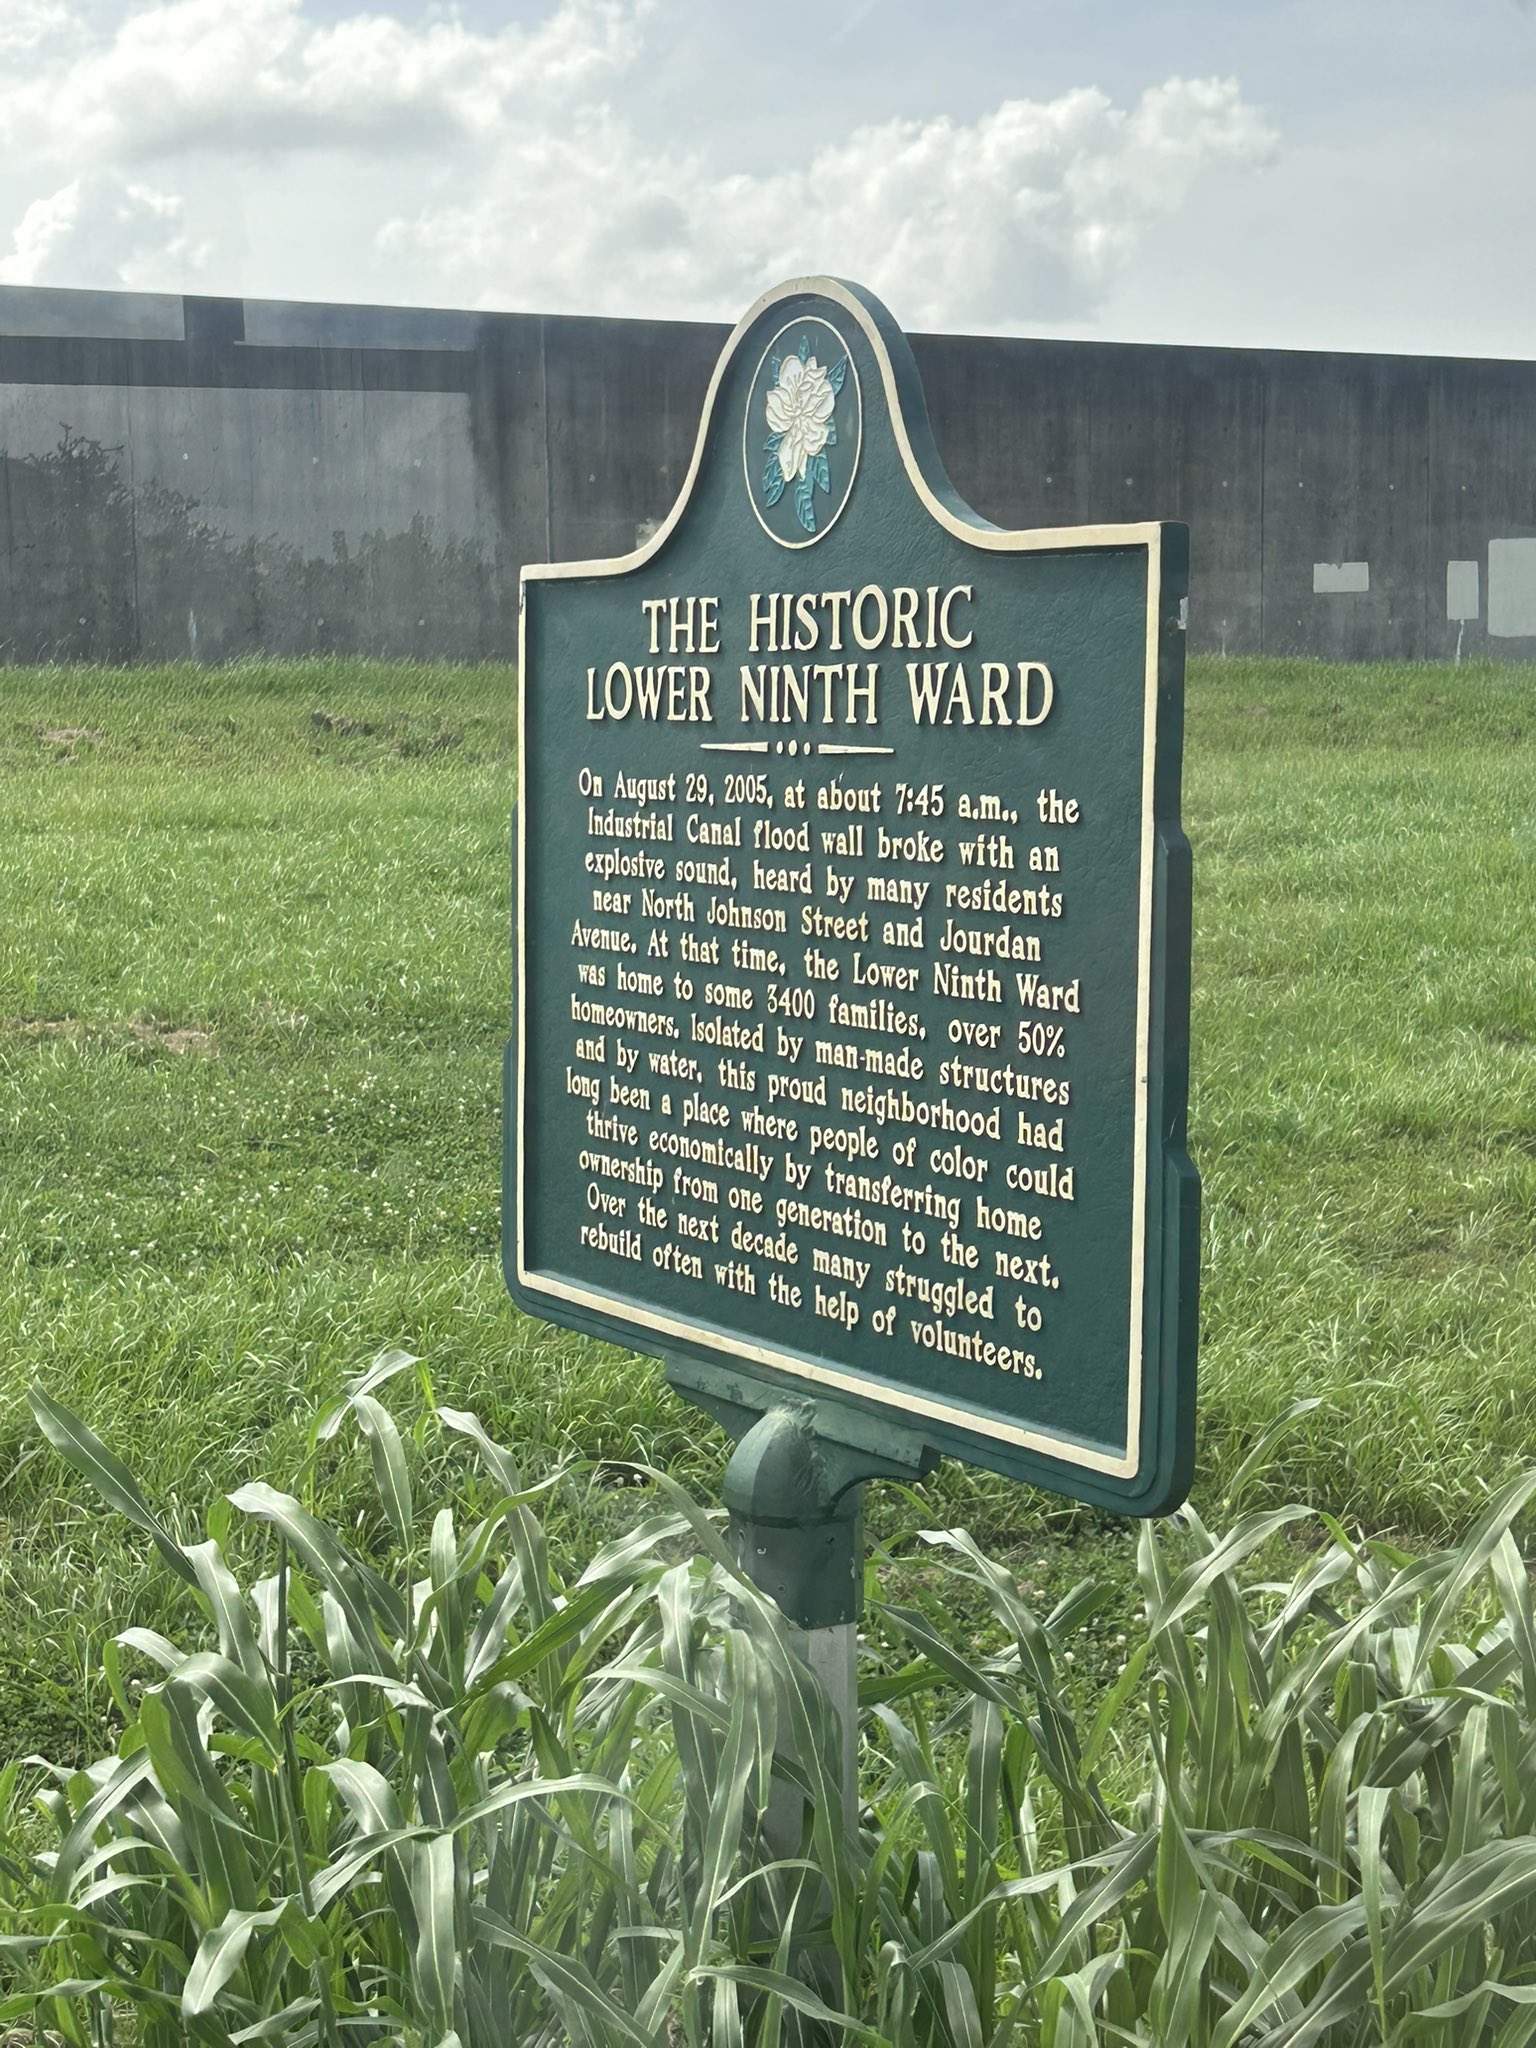 THE HISTORIC
LOWER NINTH WARD
On August 29, 2005, at about 7:45 a.m., the
Industrial Canal flood wall broke with an
explosive sound, heard by many residents
near North Johnson Street and Jourdan
Avenue. At that time, the Lower Ninth Ward
was home to some 3400 families, over 50%
homeowners. Isolated by man-made structures
and by water, this proud neighborhood had
long been a place where people of color could
thrive economically by transferring home
ownership from one generation to the next.
Over the next decade many struggled to
rebuild often with the help of volunteers.